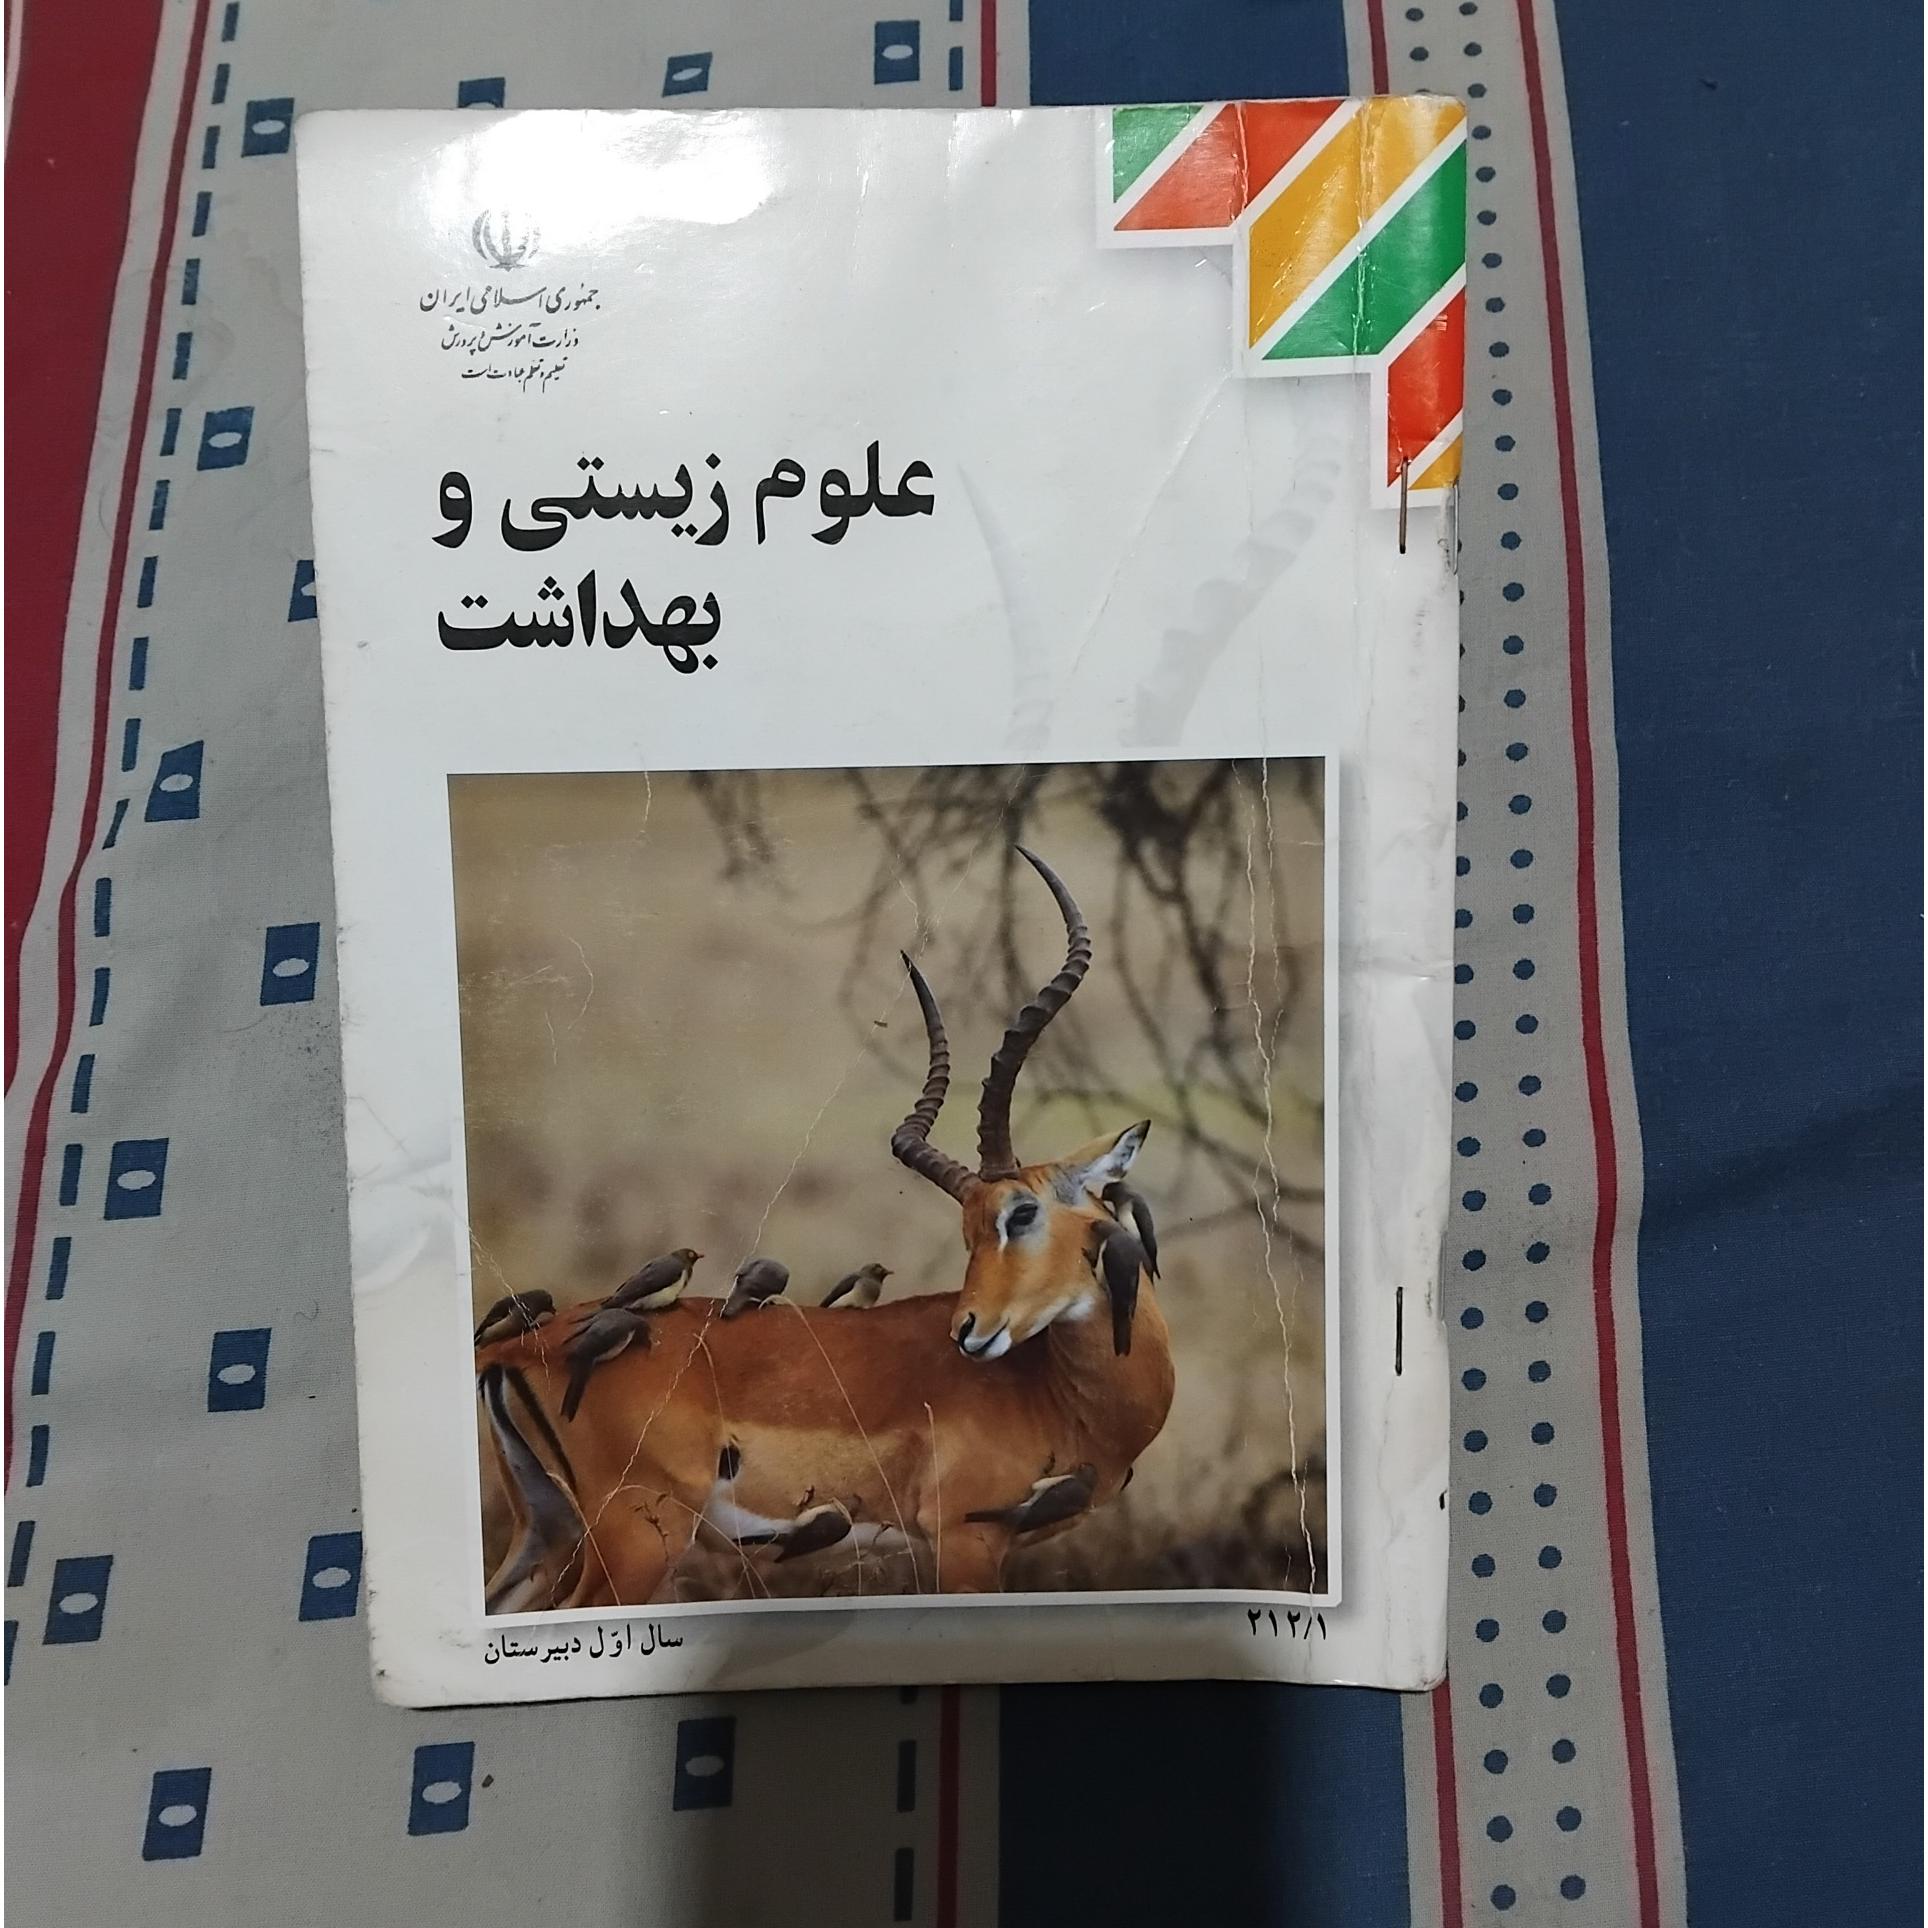 جمهوری اسلامی ایران
وزارت آموزش و پرورش
تعلیم و تعلم عبادت است
علوم زیستی و
بهداشت
۲۱۲/۱
سال اوّل دبیرستان